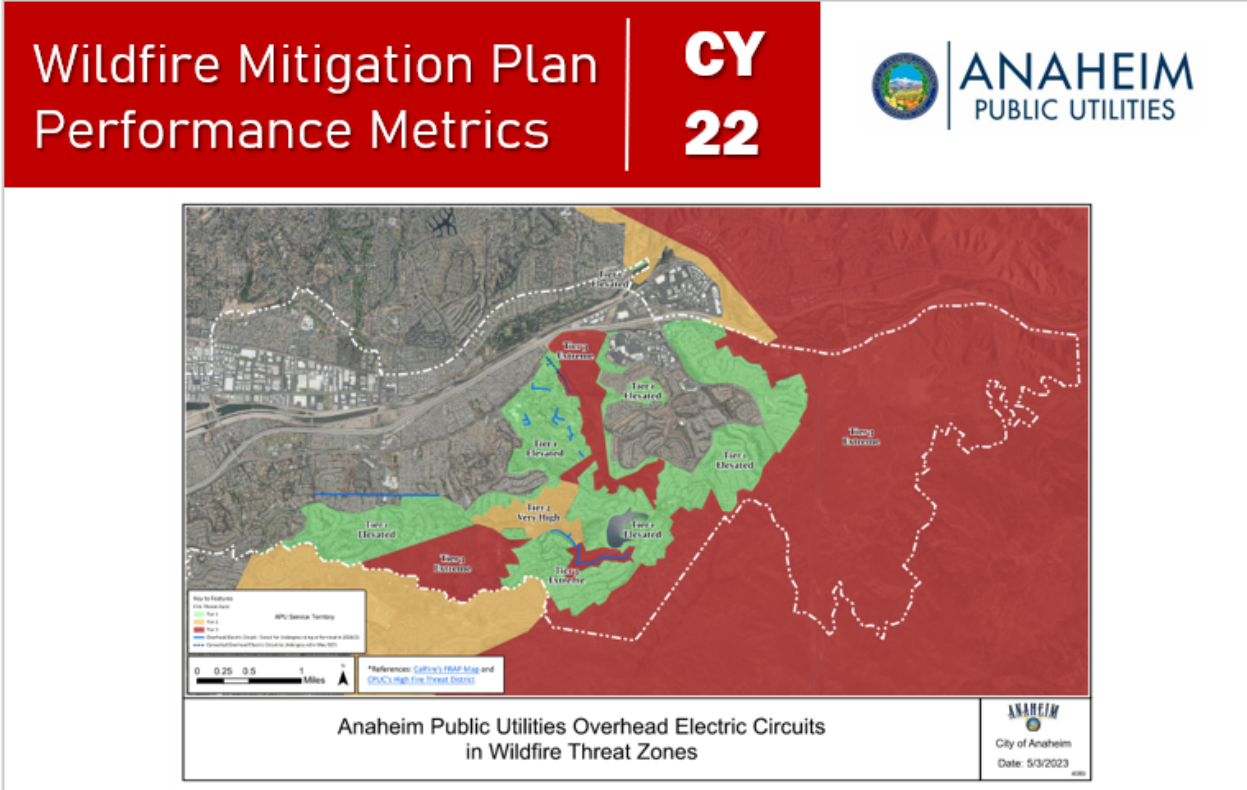 Wildfire Mitigation Plan
Performance Metrics
CY
22
ANAHEIM
PUBLIC UTILITIES
Elevated
Tier 3
Extreme
Tier 1
Elevated
Tier 1
Elevated
Tier 3
Extreme
Tier 1
Elevated
Tier 2
Very High
Tier 1
Elevated
Tier 1
Elevated
Tier 3
Extreme
Extreme
Key to Features
Fire Threat Zone
Tier 1
Tier 2
Tier 3
APU Service Territory
0 0.25 0.5 1
Miles
N
*References: CalFire's FRAP Map and
CPUC's High Fire Threat District
Anaheim Public Utilities Overhead Electric Circuits
in Wildfire Threat Zones
ANAHEIM
City of Anaheim
Date: 5/3/2023